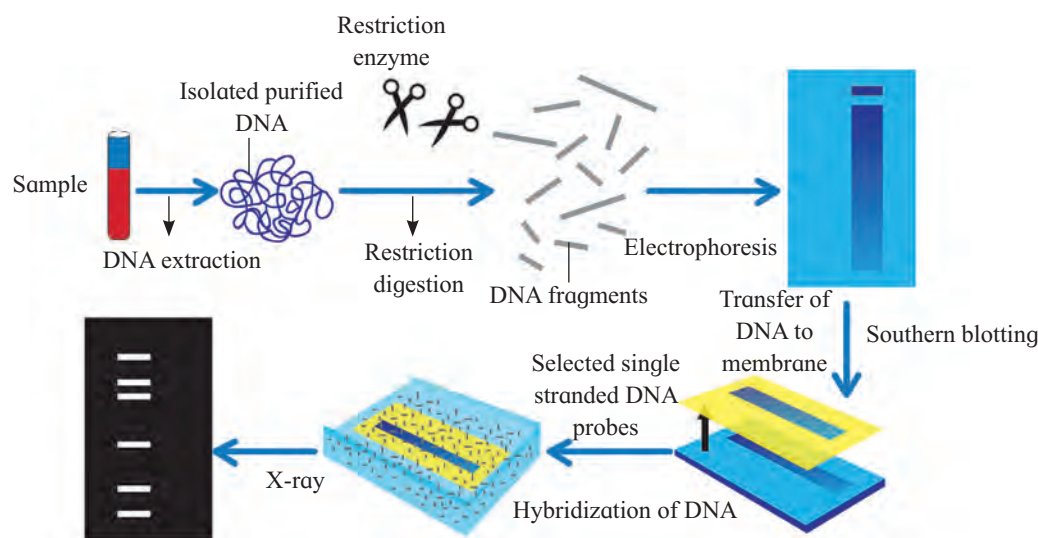 Restriction
enzyme
Isolated purified
DNA
Sample
DNA extraction
Restriction
digestion
DNA fragments
Electrophoresis
Transfer of
DNA to
membrane
Southern blotting
Selected single
stranded DNA
probes
Hybridization of DNA
X-ray